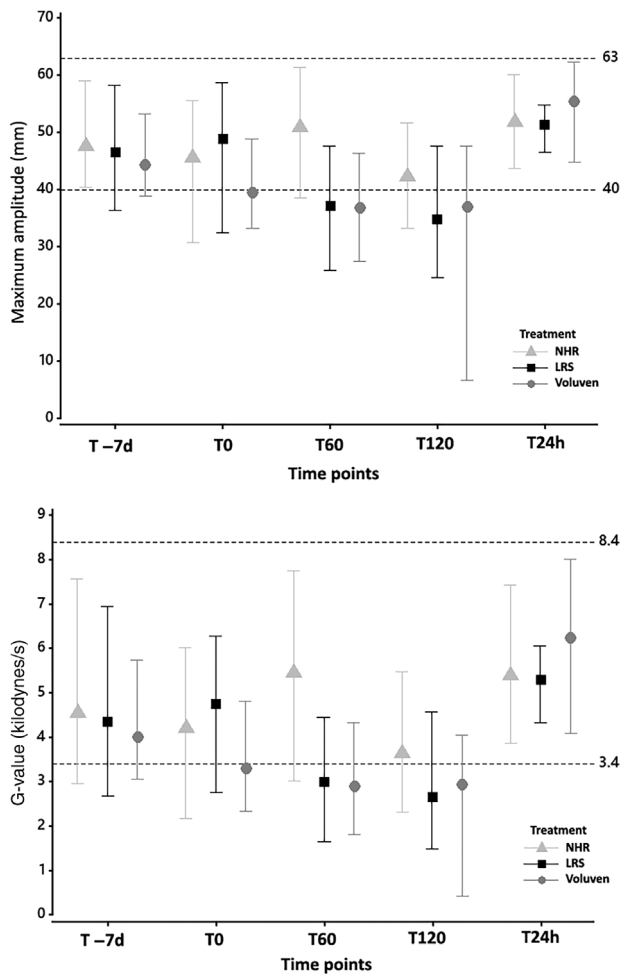 Maximum amplitude (mm)
70
60
50
40
30
20
10
0
63
40
Treatment
NHR
LRS
Voluven
T –7d T0 T60 T120 T24h
Time points
G-value (kilodynes/s)
9
8
7
6
5
4
3
2
1
0
8.4
3.4
Treatment
NHR
LRS
Voluven
T –7d T0 T60 T120 T24h
Time points